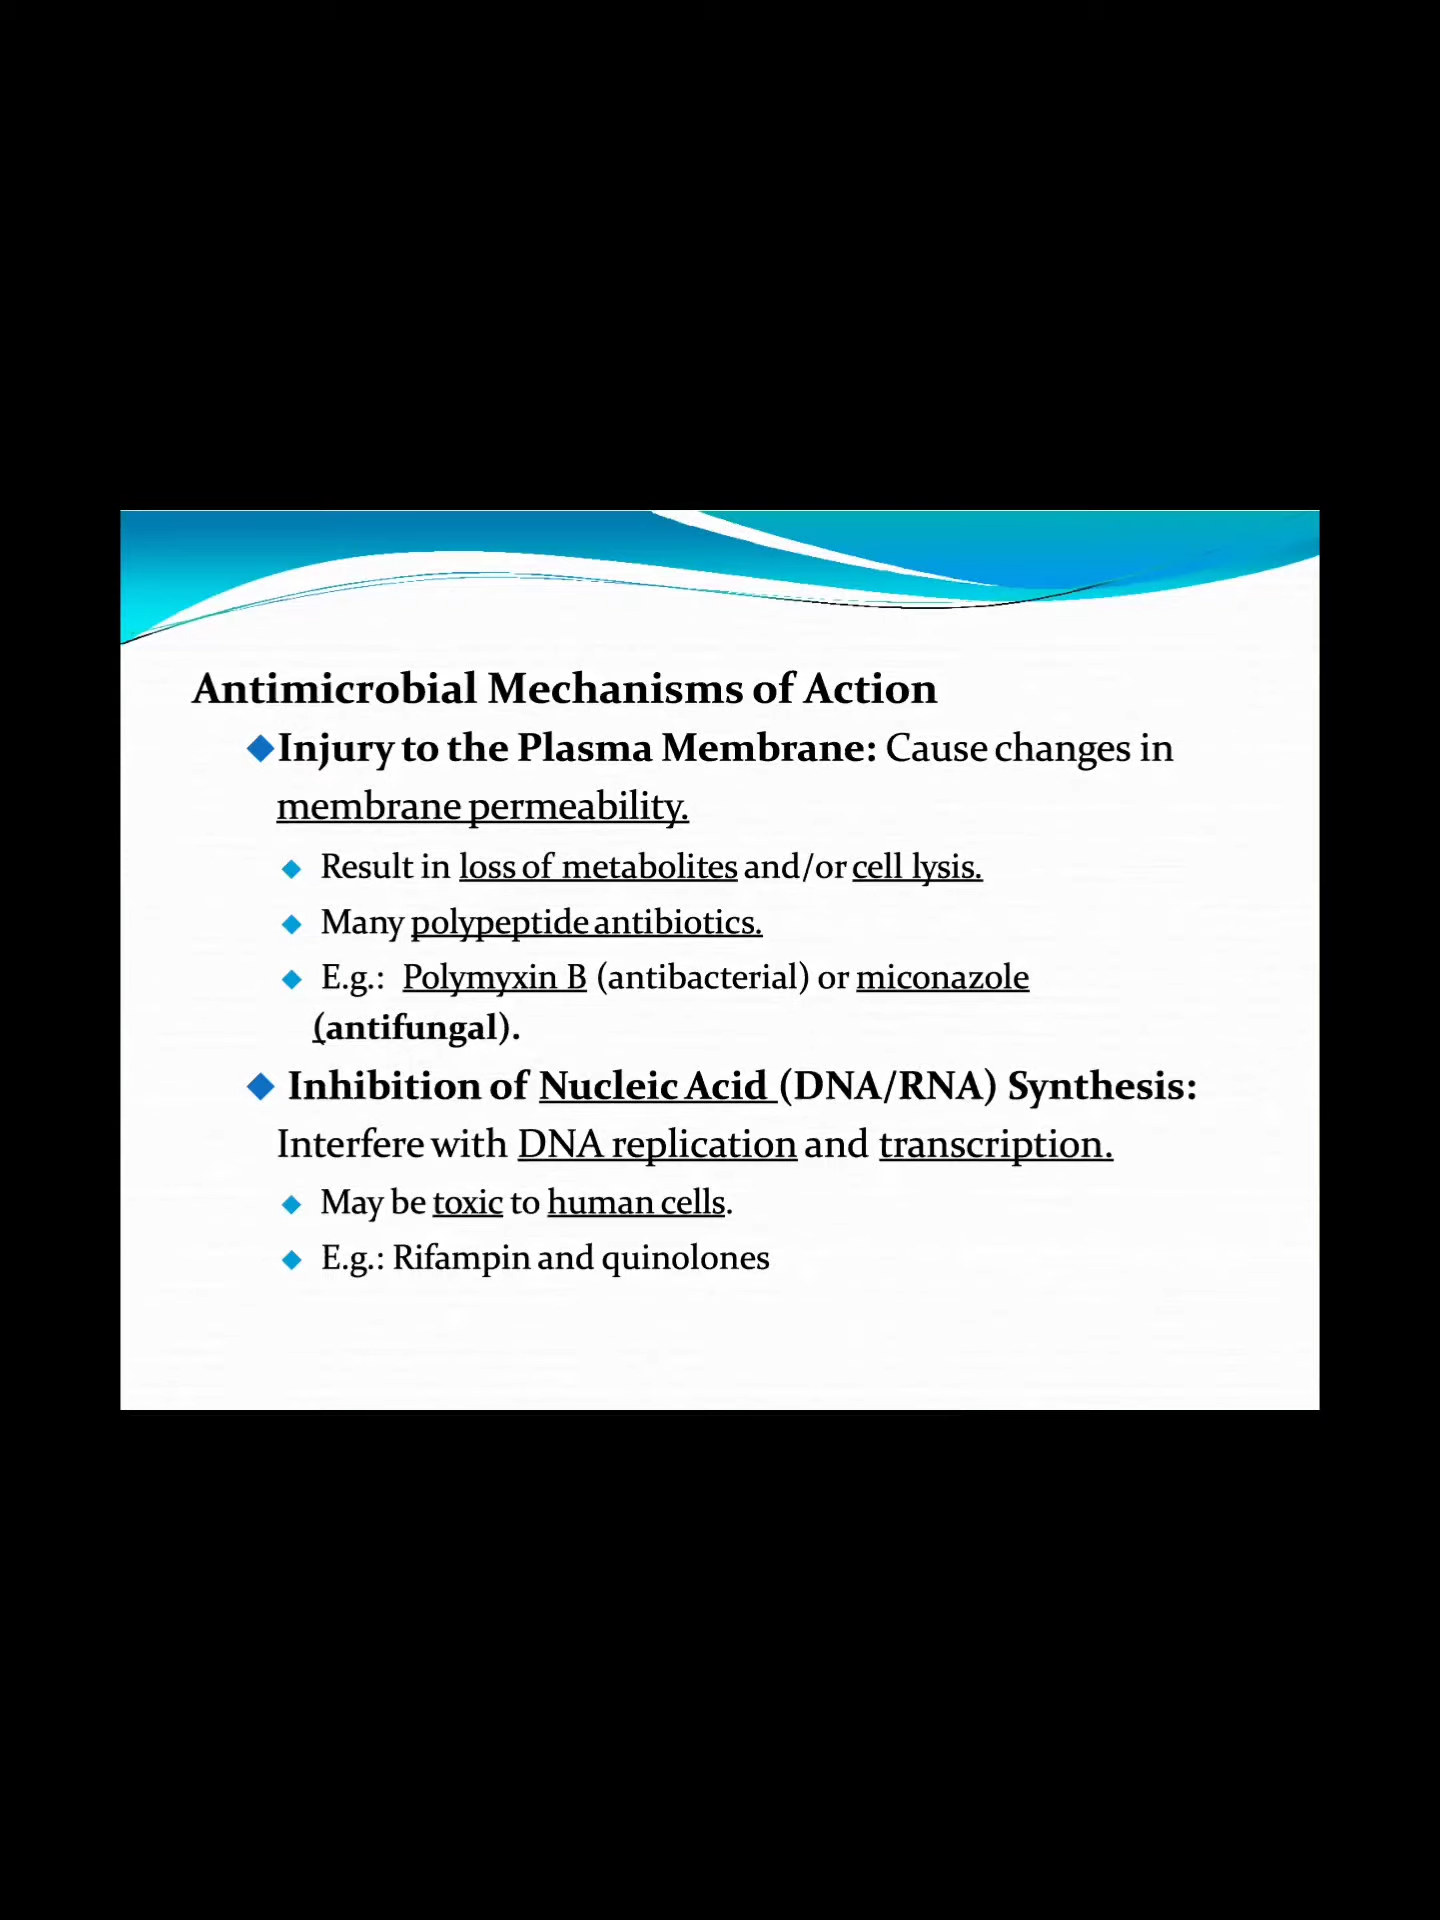 Antimicrobial Mechanisms of Action
Injury to the Plasma Membrane: Cause changes in
membrane permeability.
Result in loss of metabolites and/or cell lysis.
Many polypeptide antibiotics.
E.g.: Polymyxin B (antibacterial) or miconazole
(antifungal).
Inhibition of Nucleic Acid (DNA/RNA) Synthesis:
Interfere with DNA replication and transcription.
May be toxic to human cells.
E.g.: Rifampin and quinolones